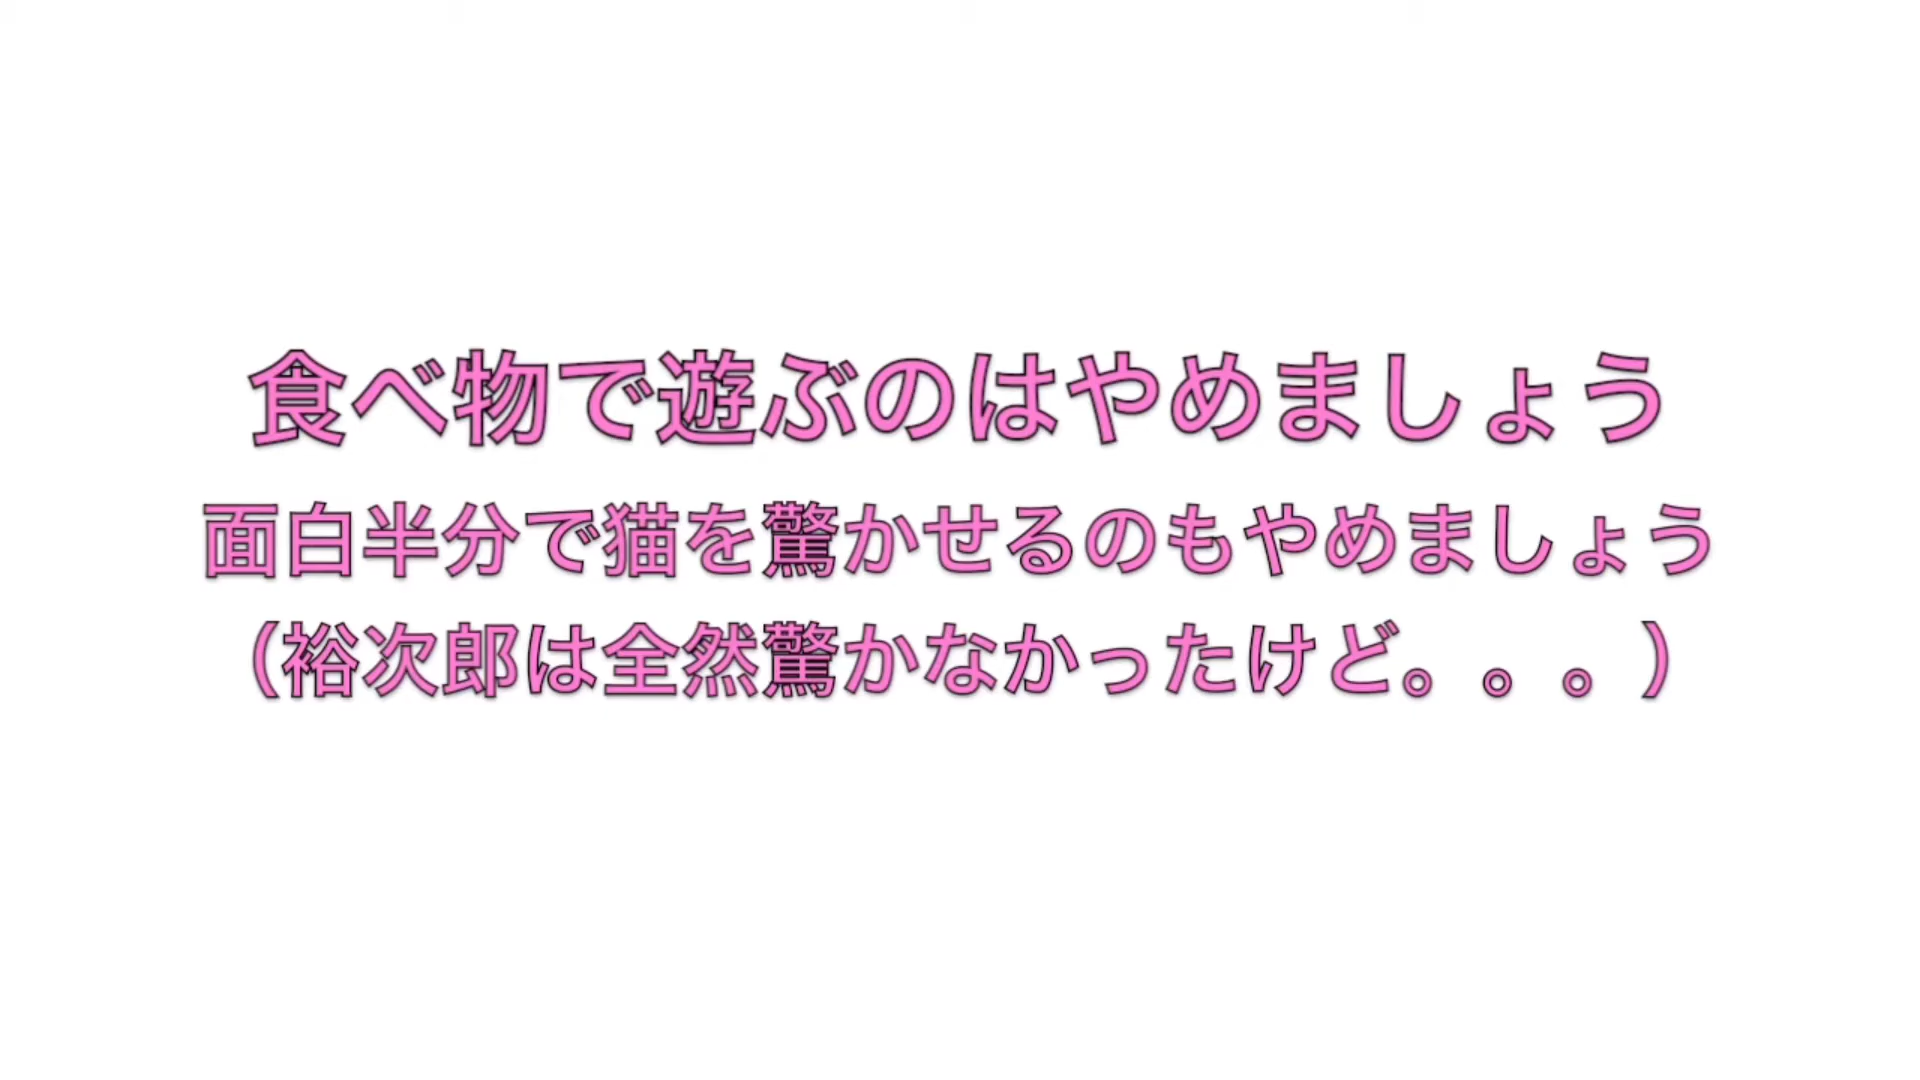 食べ物で遊ぶのはやめましょう
面白半分で猫を驚かせるのもやめましょう
（裕次郎は全然驚かなかったけど。。。）